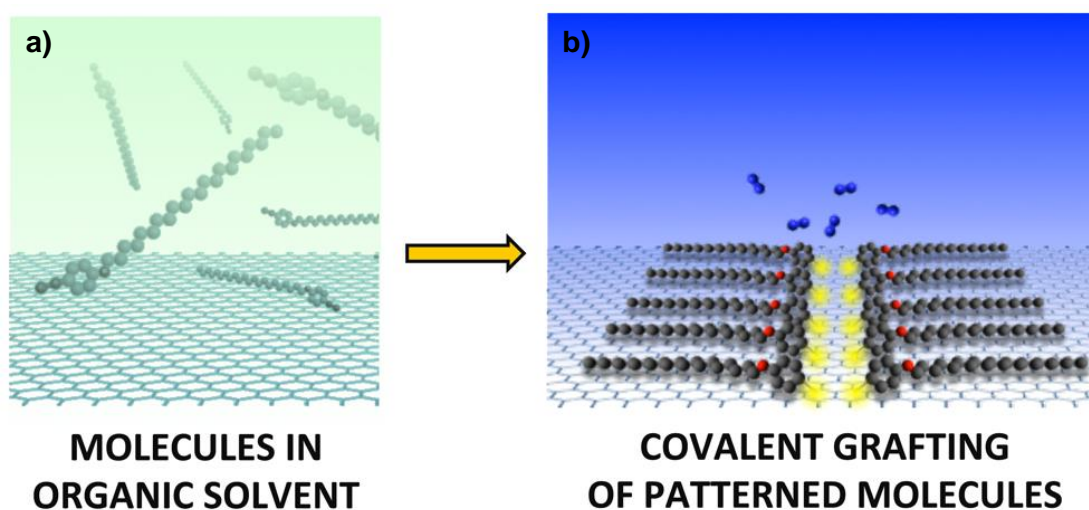 a)
b)
MOLECULES IN
ORGANIC SOLVENT
COVALENT GRAFTING
OF PATTERNED MOLECULES